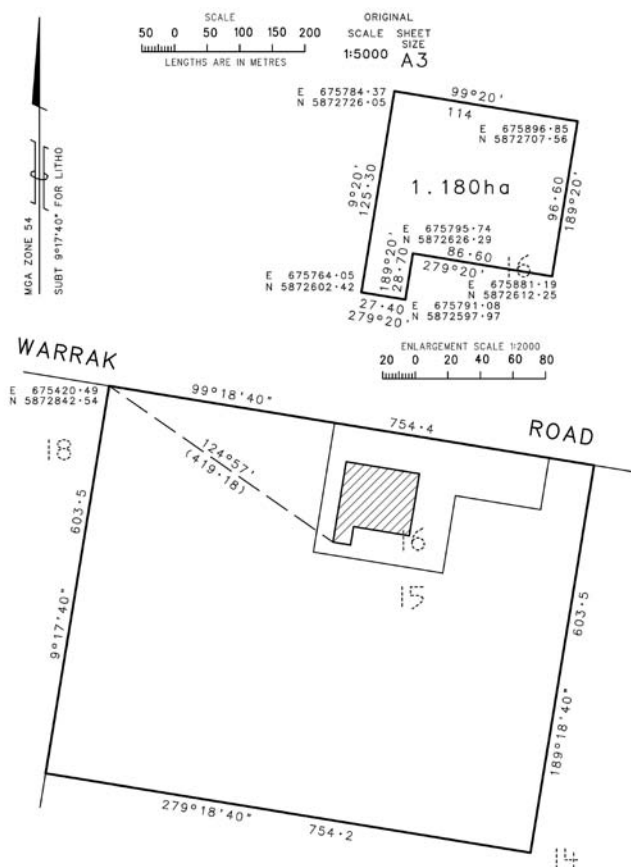 SCALE
50 0 50 100 150 200
LENGTHS ARE IN METRES
ORIGINAL
SCALE SHEET
SIZE
1:5000 A3
MGA ZONE 54
SUBT 9°17'40" FOR LITHO
E 675784·37
N 5872726·05
99°20'
114
E 675896·85
N 5872707·56
9°20'
125·30
1.180ha
96·60
189°20'
E 675795·74
N 5872626·29
86·60
279°20'
16
189°20'
28·70
E 675764·05
N 5872602·42
E 675881·19
N 5872612·25
27·40
279°20'
E 675791·08
N 5872597·97
ENLARGEMENT SCALE 1:2000
20 0 20 40 60 80
WARRAK
ROAD
E 675420·49
N 5872842·54
99°18'40"
754·4
18
124°57'
(419·18)
16
15
603·5
9°17'40"
603·5
189°18'40"
279°18'40"
754·2
14